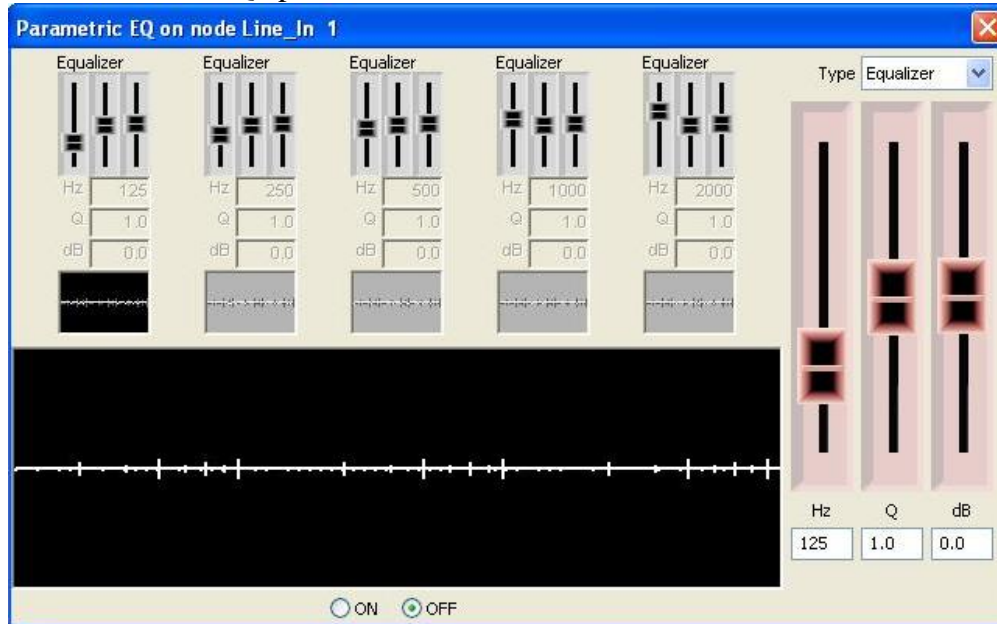 Parametric EQ on node Line_In 1
Equalizer Equalizer Equalizer Equalizer Equalizer
Type Equalizer
Hz 125 Hz 250 Hz 500 Hz 1000 Hz 2000
Q 1.0 Q 1.0 Q 1.0 Q 1.0 Q 1.0
dB 0.0 dB 0.0 dB 0.0 dB 0.0 dB 0.0
Hz Q dB
125 1.0 0.0
ON OFF